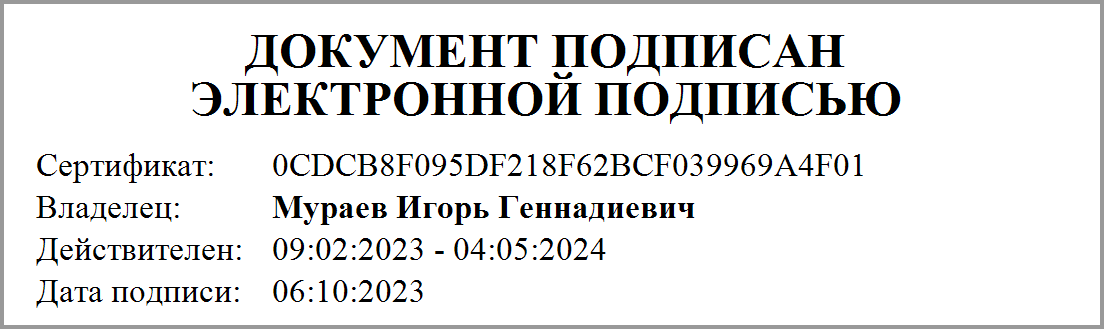 ДОКУМЕНТ ПОДПИСАН
ЭЛЕКТРОННОЙ ПОДПИСЬЮ
Сертификат: 0CDCB8F095DF218F62BCF039969A4F01
Владелец: Мураев Игорь Геннадиевич
Действителен: 09:02:2023 - 04:05:2024
Дата подписи: 06:10:2023